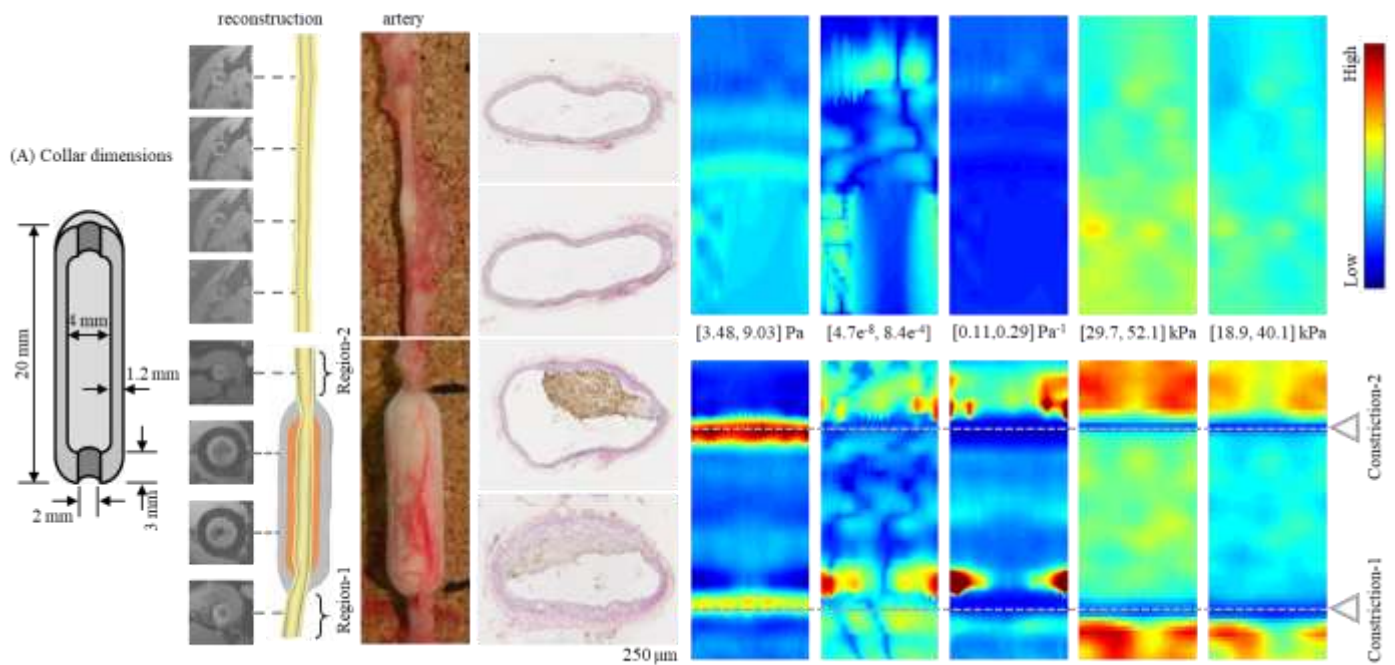 reconstruction
artery
(A) Collar dimensions
20 mm
4 mm
1.2 mm
2 mm
3 mm
Region-2
Region-1
250 μm
[3.48, 9.03] Pa
[4.7e⁻⁸, 8.4e⁻⁴]
[0.11,0.29] Pa⁻¹
[29.7, 52.1] kPa
[18.9, 40.1] kPa
High
Low
Constriction-2
Constriction-1